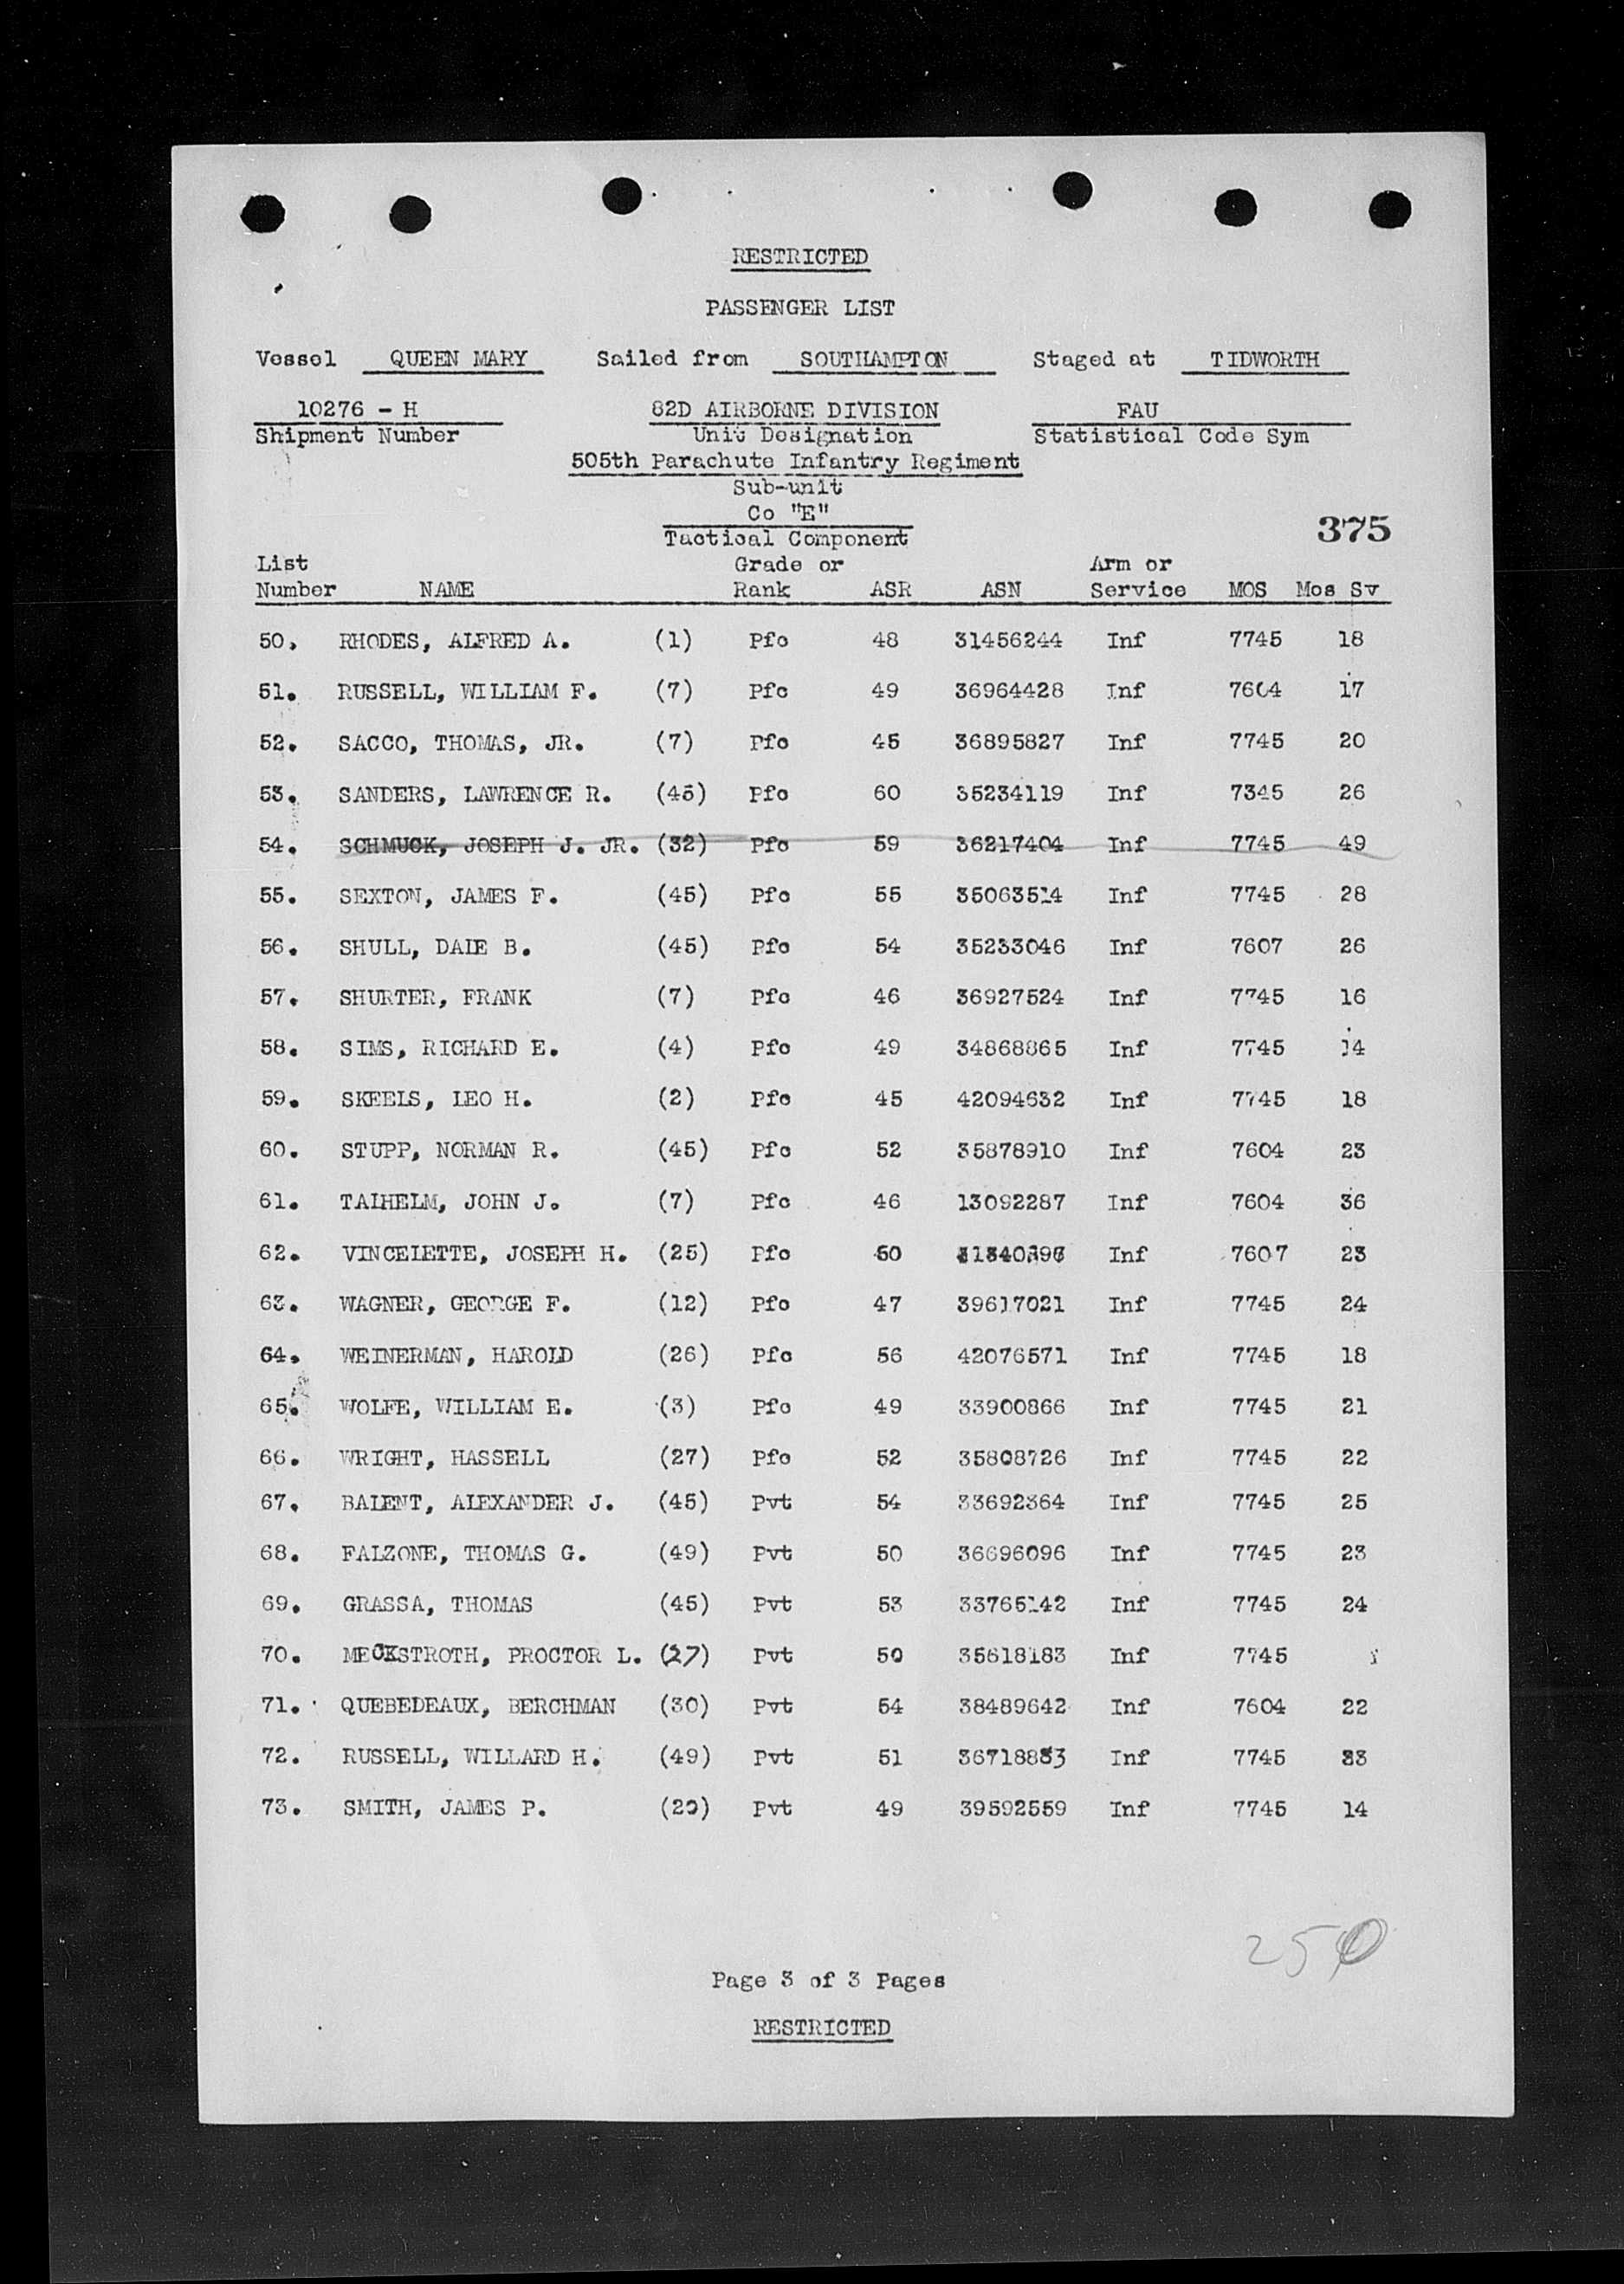 RESTRICTED
PASSENGER LIST
Vessel QUEEN MARY Sailed from SOUTHAMPTON Staged at TIDWORTH
10276 - H 82D AIRBORNE DIVISION FAU
Shipment Number Unit Designation Statistical Code Sym
505th Parachute Infantry Regiment
Sub-unit
Co "E"
375
Tactical Component
List Grade or Arm or
Number NAME Rank ASR ASN Service MOS Mos Sv
50. RHODES, ALFRED A. (1) Pfc 48 31456244 Inf 7745 18
51. RUSSELL, WILLIAM F. (7) Pfc 49 36964428 Inf 7604 17
52. SACCO, THOMAS, JR. (7) Pfc 45 36895827 Inf 7745 20
53. SANDERS, LAWRENCE R. (45) Pfc 60 35234119 Inf 7345 26
54. SCHMUCK, JOSEPH J. JR. (32) Pfc 59 36217404 Inf 7745 49
55. SEXTON, JAMES F. (45) Pfc 55 35063514 Inf 7745 28
56. SHULL, DALE B. (45) Pfc 54 35233046 Inf 7607 26
57. SHURTER, FRANK (7) Pfc 46 36927524 Inf 7745 16
58. SIMS, RICHARD E. (4) Pfc 49 34868865 Inf 7745 14
59. SKEELS, LEO H. (2) Pfc 45 42094632 Inf 7745 18
60. STUPP, NORMAN R. (45) Pfc 52 35878910 Inf 7604 23
61. TALHELM, JOHN J. (7) Pfc 46 13092287 Inf 7604 36
62. VINCELETTE, JOSEPH H. (25) Pfc 50 Inf 7607 23
63. WAGNER, GEORGE F. (12) Pfc 47 39617021 Inf 7745 24
64. WEINERMAN, HAROLD (26) Pfc 56 42076571 Inf 7745 18
65. WOLFE, WILLIAM E. (3) Pfc 49 33900866 Inf 7745 21
66. WRIGHT, HASSELL (27) Pfc 52 35808726 Inf 7745 22
67. BALENT, ALEXANDER J. (45) Pvt 54 33692364 Inf 7745 25
68. FALZONE, THOMAS G. (49) Pvt 50 36696096 Inf 7745 23
69. GRASSA, THOMAS (45) Pvt 53 33765142 Inf 7745 24
70. MECKSTROTH, PROCTOR L. (27) Pvt 50 35618183 Inf 7745
71. QUEBEDEAUX, BERCHMAN (30) Pvt 54 38489642 Inf 7604 22
72. RUSSELL, WILLARD H. (49) Pvt 51 36718883 Inf 7745 33
73. SMITH, JAMES P. (20) Pvt 49 39592559 Inf 7745 14
250
Page 3 of 3 Pages
RESTRICTED